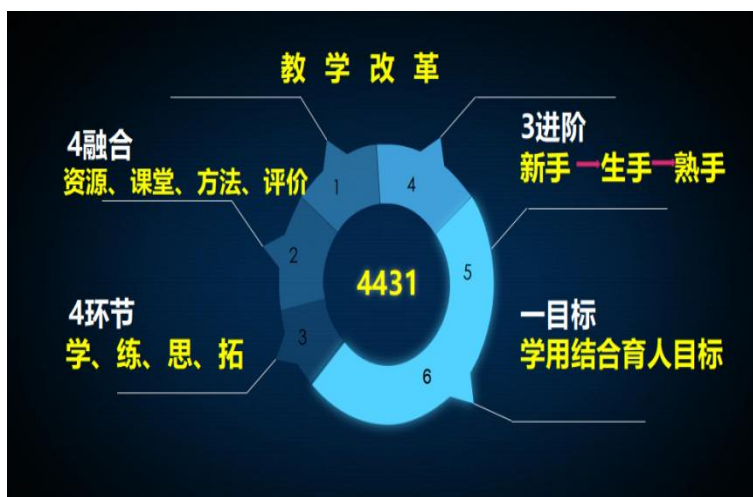 教 学 改 革
4融合
资源、课堂、方法、评价
3进阶
新手→生手→熟手
1
4
2
5
4431
3
6
4环节
学、练、思、拓
一目标
学用结合育人目标